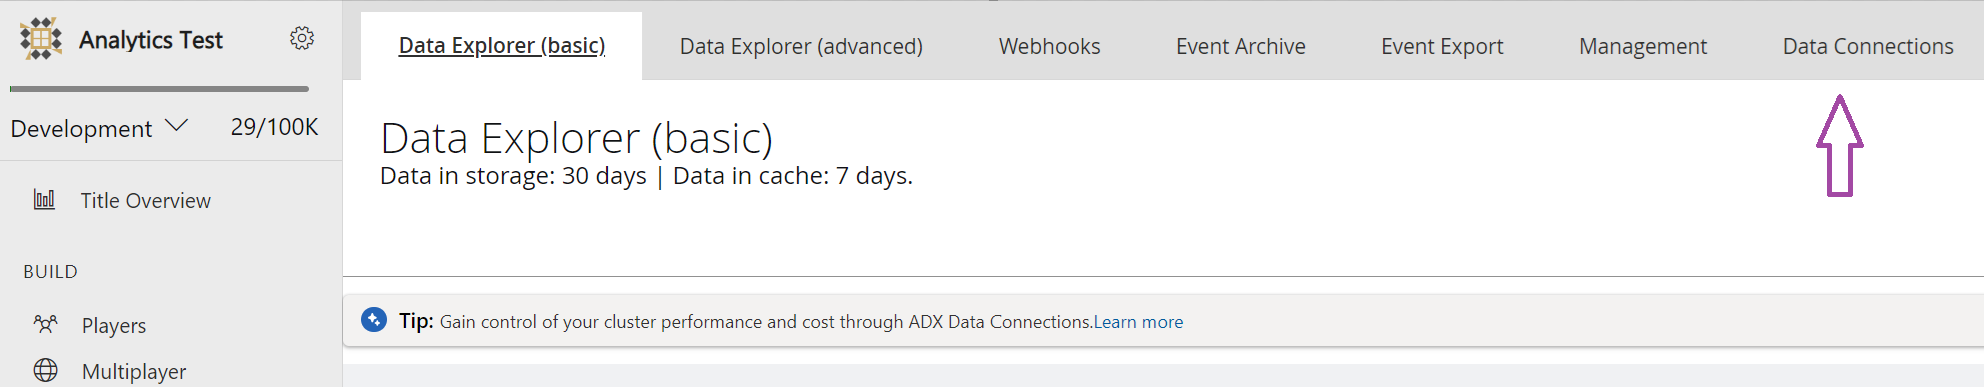 Analytics Test
Development 29/100K
Title Overview
BUILD
Players
Multiplayer
Data Explorer (basic) Data Explorer (advanced) Webhooks Event Archive Event Export Management Data Connections
Data Explorer (basic)
Data in storage: 30 days | Data in cache: 7 days.
Tip: Gain control of your cluster performance and cost through ADX Data Connections.Learn more